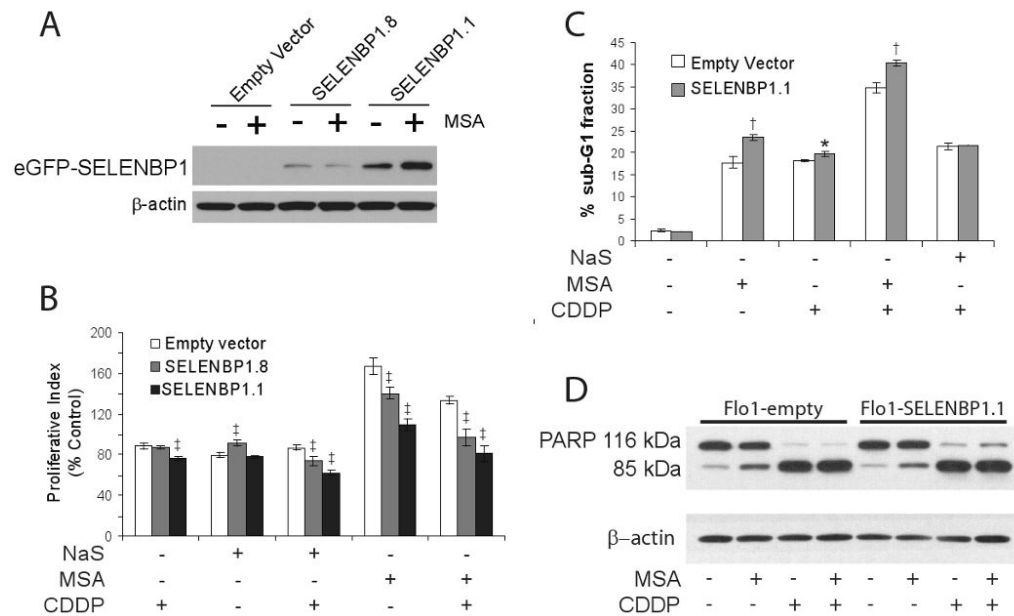 A
Empty Vector
SELENBP1.8
SELENBP1.1
- + - + - + MSA
eGFP-SELENBP1
β-actin
B
Proliferative Index
(% Control)
200
160
120
80
40
0
Empty vector
SELENBP1.8
SELENBP1.1
‡ ‡ ‡ ‡ ‡ ‡ ‡ ‡
NaS - + + - -
MSA - - - + +
CDDP + - + - +
C
% sub-G1 fraction
45
40
35
30
25
20
15
10
5
0
Empty Vector
SELENBP1.1
† * †
NaS - - - - +
MSA - + - + -
CDDP - - + + +
D
Flo1-empty
Flo1-SELENBP1.1
PARP 116 kDa
85 kDa
β-actin
MSA - + - + - + - +
CDDP - - + + - - + +